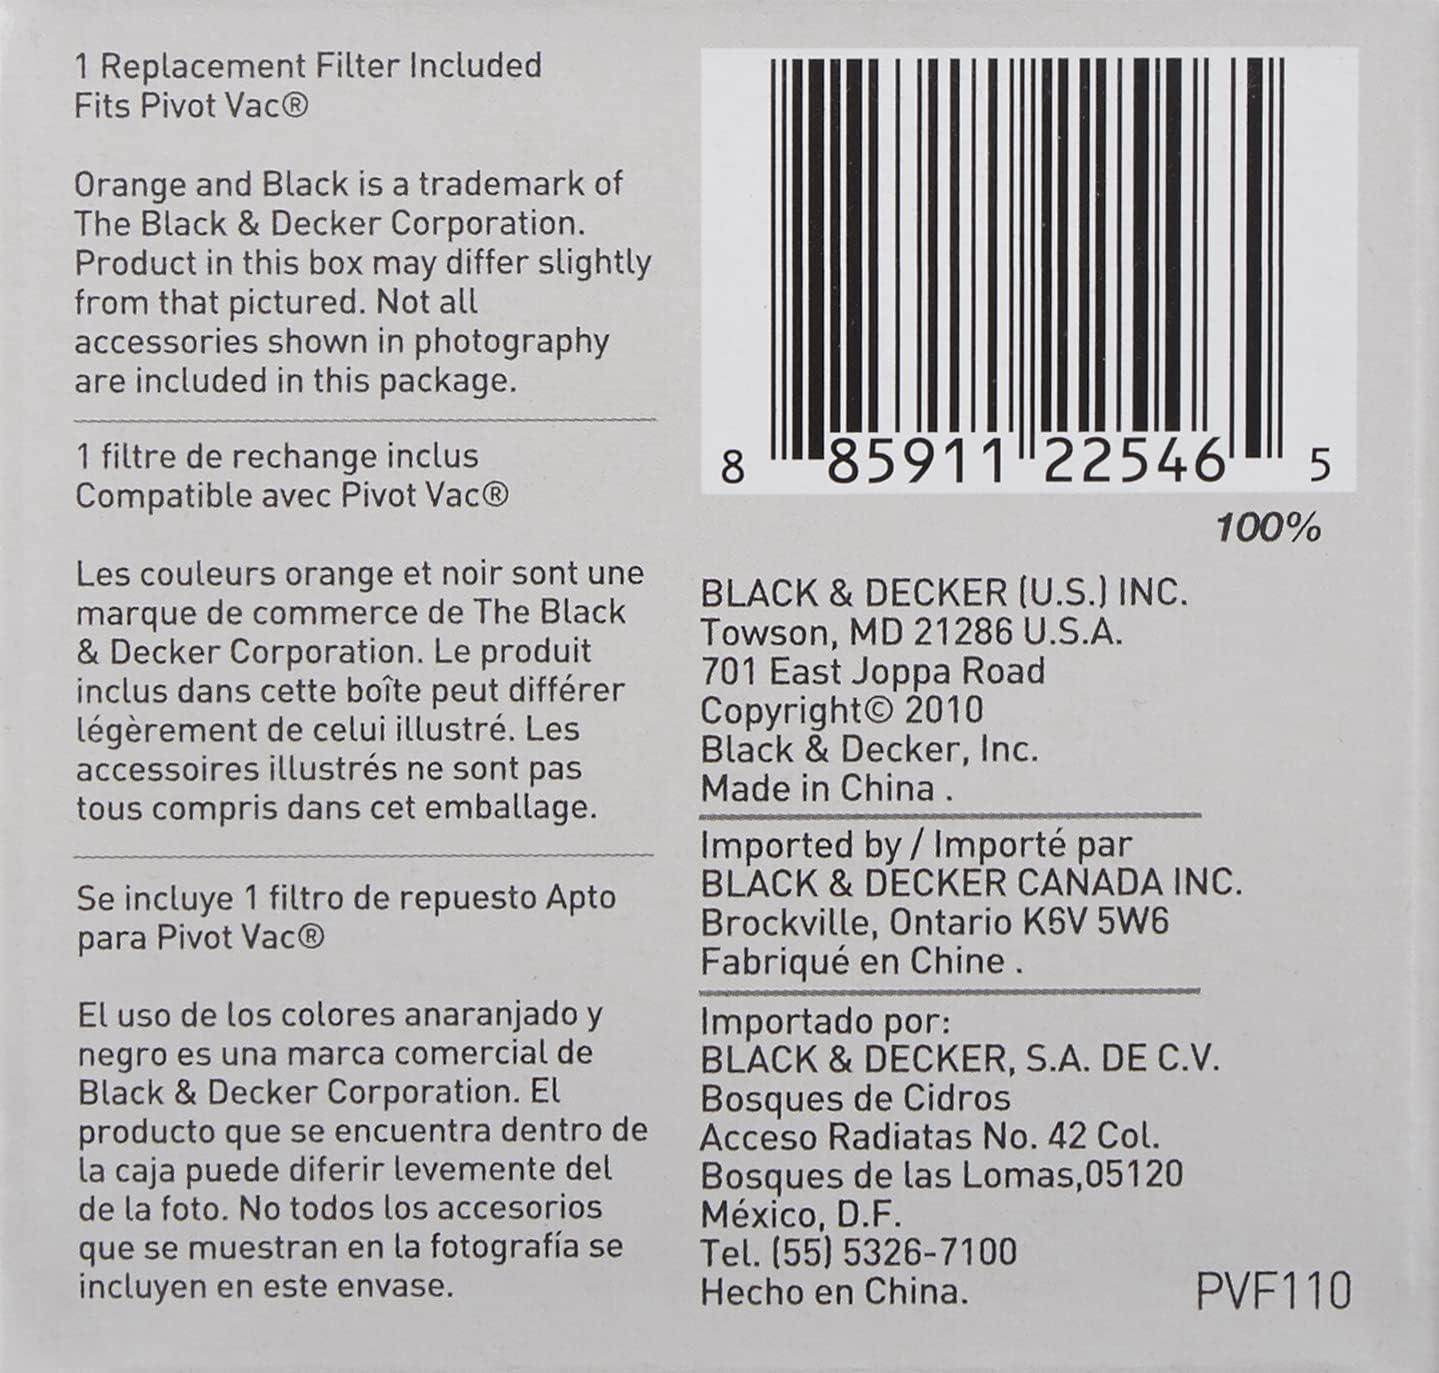 1 Replacement Filter Included
Fits Pivot Vac®
Orange and Black is a trademark of
The Black & Decker Corporation.
Product in this box may differ slightly
from that pictured. Not all
accessories shown in photography
are included in this package.
1 filtre de rechange inclus
Compatible avec Pivot Vac®
Les couleurs orange et noir sont une
marque de commerce de The Black
& Decker Corporation. Le produit
inclus dans cette boîte peut différer
légèrement de celui illustré. Les
accessoires illustrés ne sont pas
tous compris dans cet emballage.
Se incluye 1 filtro de repuesto Apto
para Pivot Vac®
El uso de los colores anaranjado y
negro es una marca comercial de
Black & Decker Corporation. El
producto que se encuentra dentro de
la caja puede diferir levemente del
de la foto. No todos los accesorios
que se muestran en la fotografía se
incluyen en este envase.
8 85911 22546 5
100%
BLACK & DECKER (U.S.) INC.
Towson, MD 21286 U.S.A.
701 East Joppa Road
Copyright© 2010
Black & Decker, Inc.
Made in China .
Imported by / Importé par
BLACK & DECKER CANADA INC.
Brockville, Ontario K6V 5W6
Fabriqué en Chine .
Importado por:
BLACK & DECKER, S.A. DE C.V.
Bosques de Cidros
Acceso Radiatas No. 42 Col.
Bosques de las Lomas,05120
México, D.F.
Tel. (55) 5326-7100
Hecho en China.
PVF110